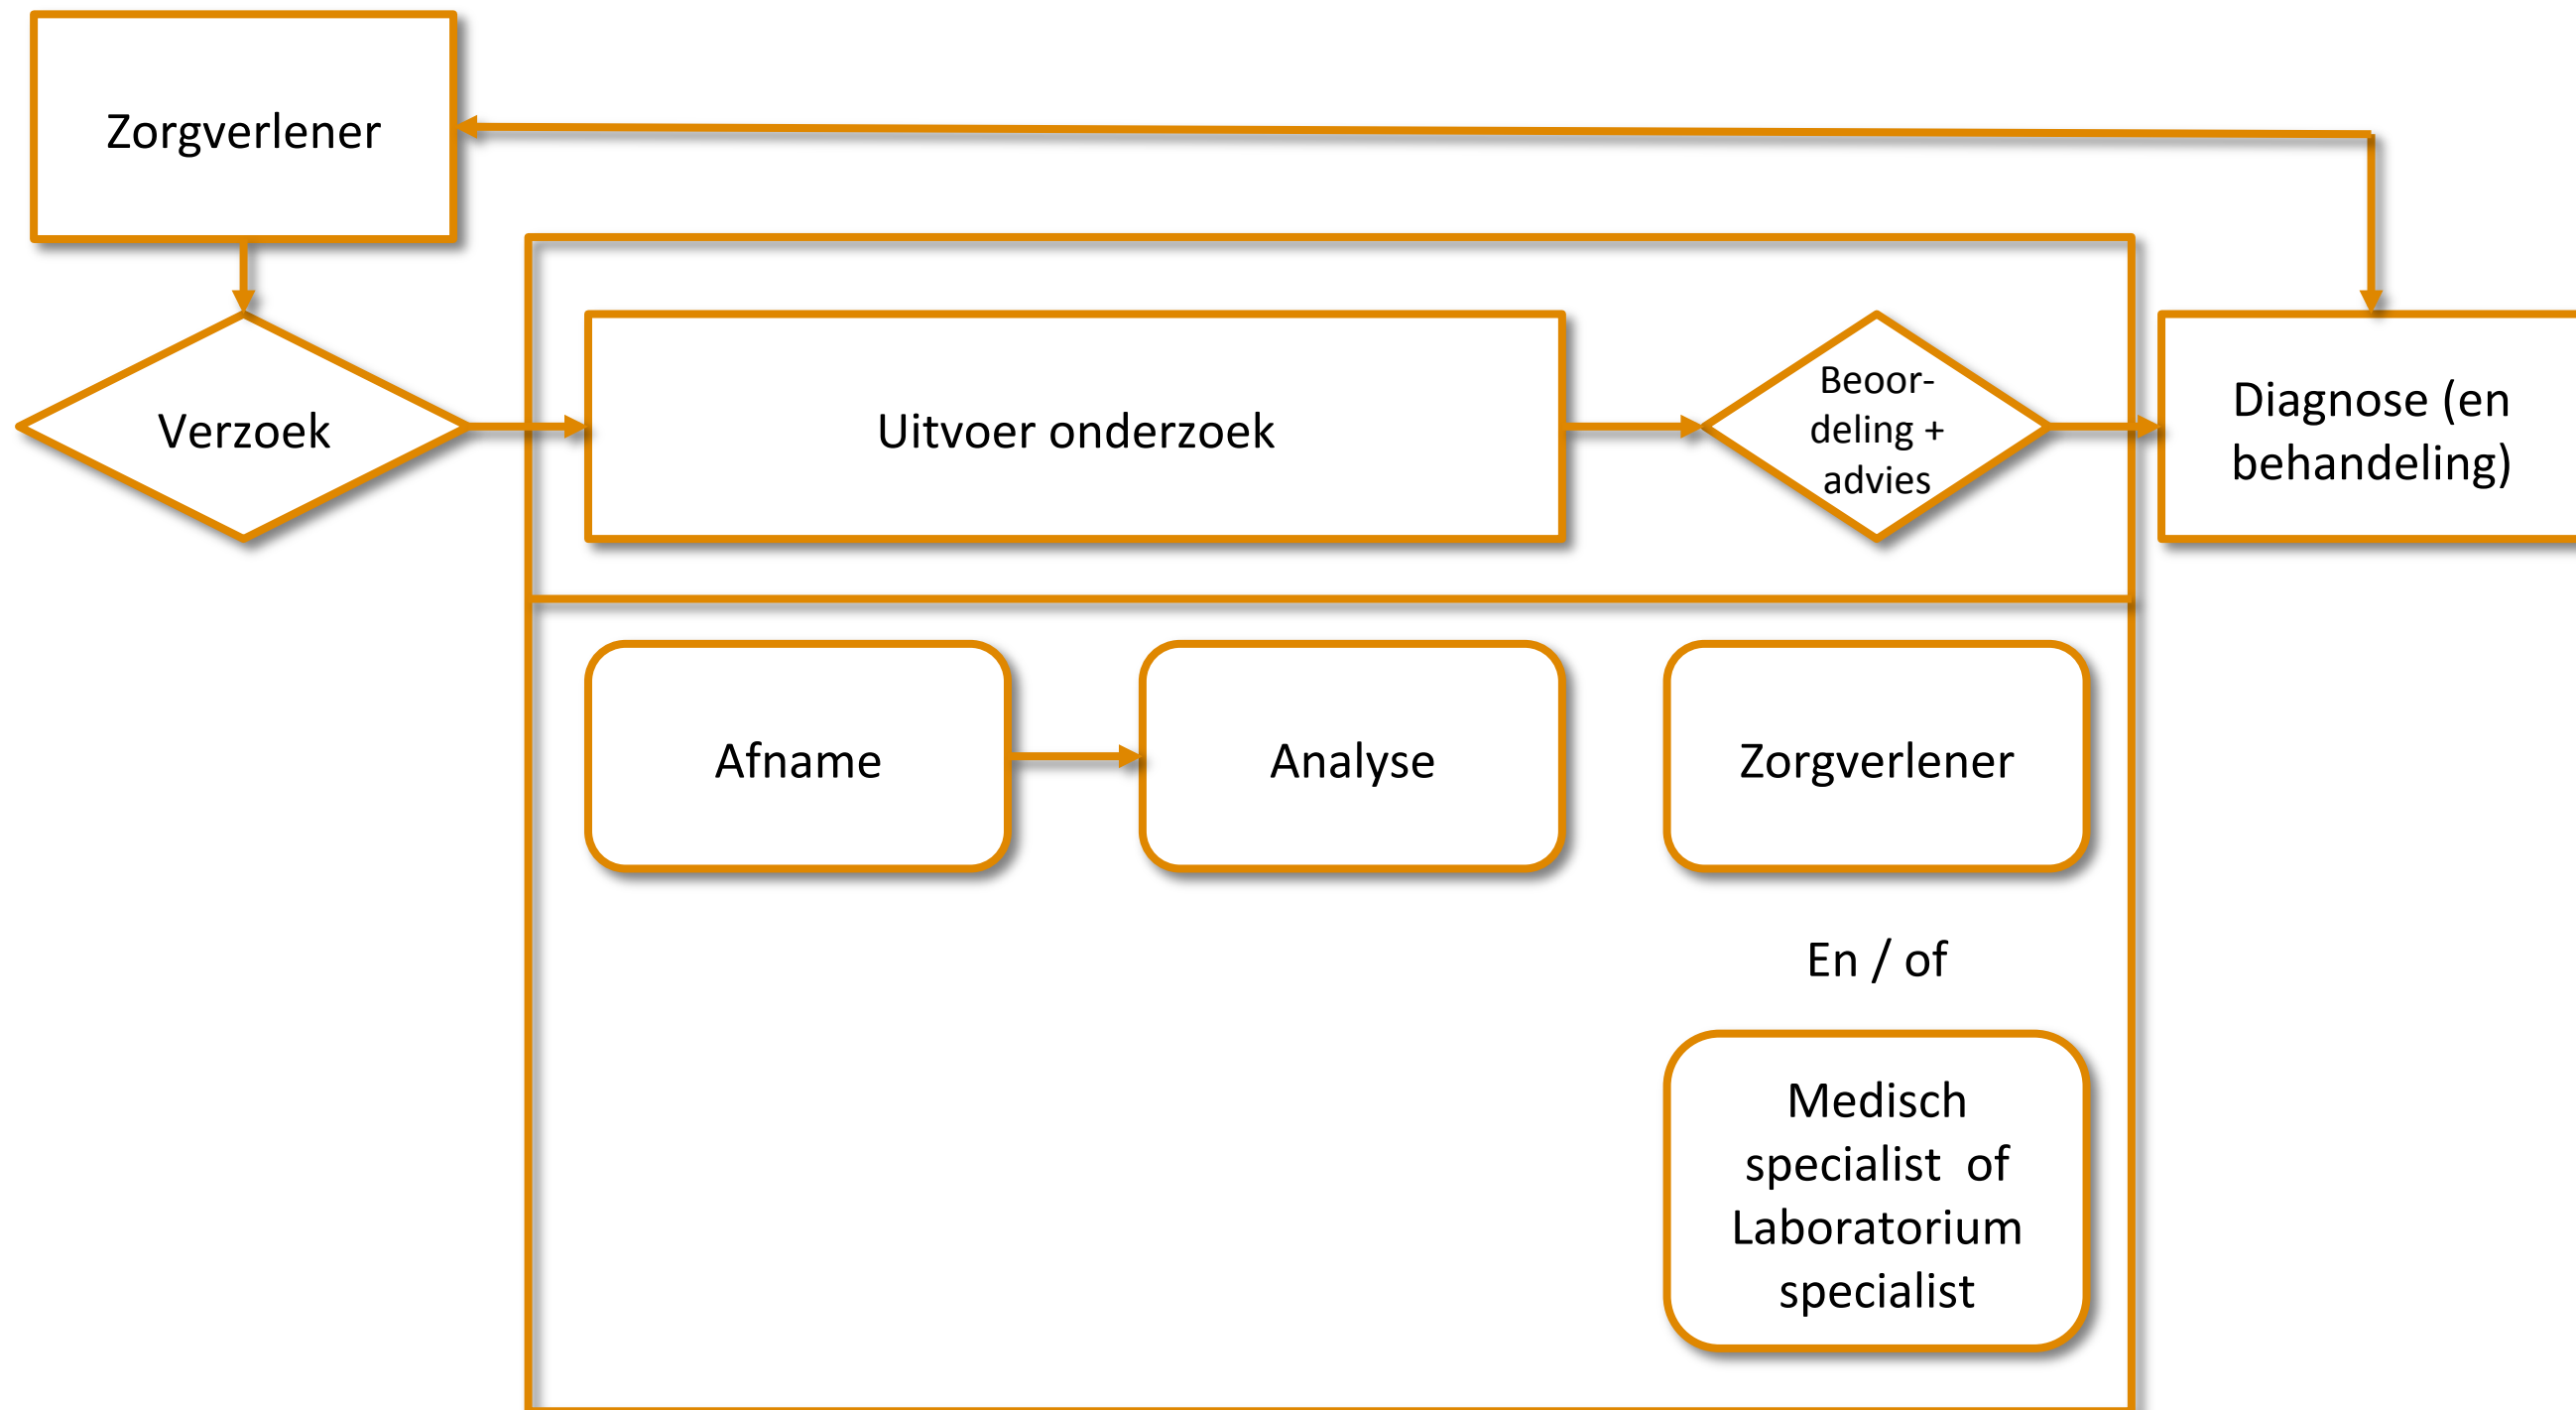 Zorgverlener
Verzoek
Uitvoer onderzoek
Beoor-
deling +
advies
Diagnose (en
behandeling)
Afname
Analyse
Zorgverlener
En / of
Medisch
specialist  of
Laboratorium
specialist